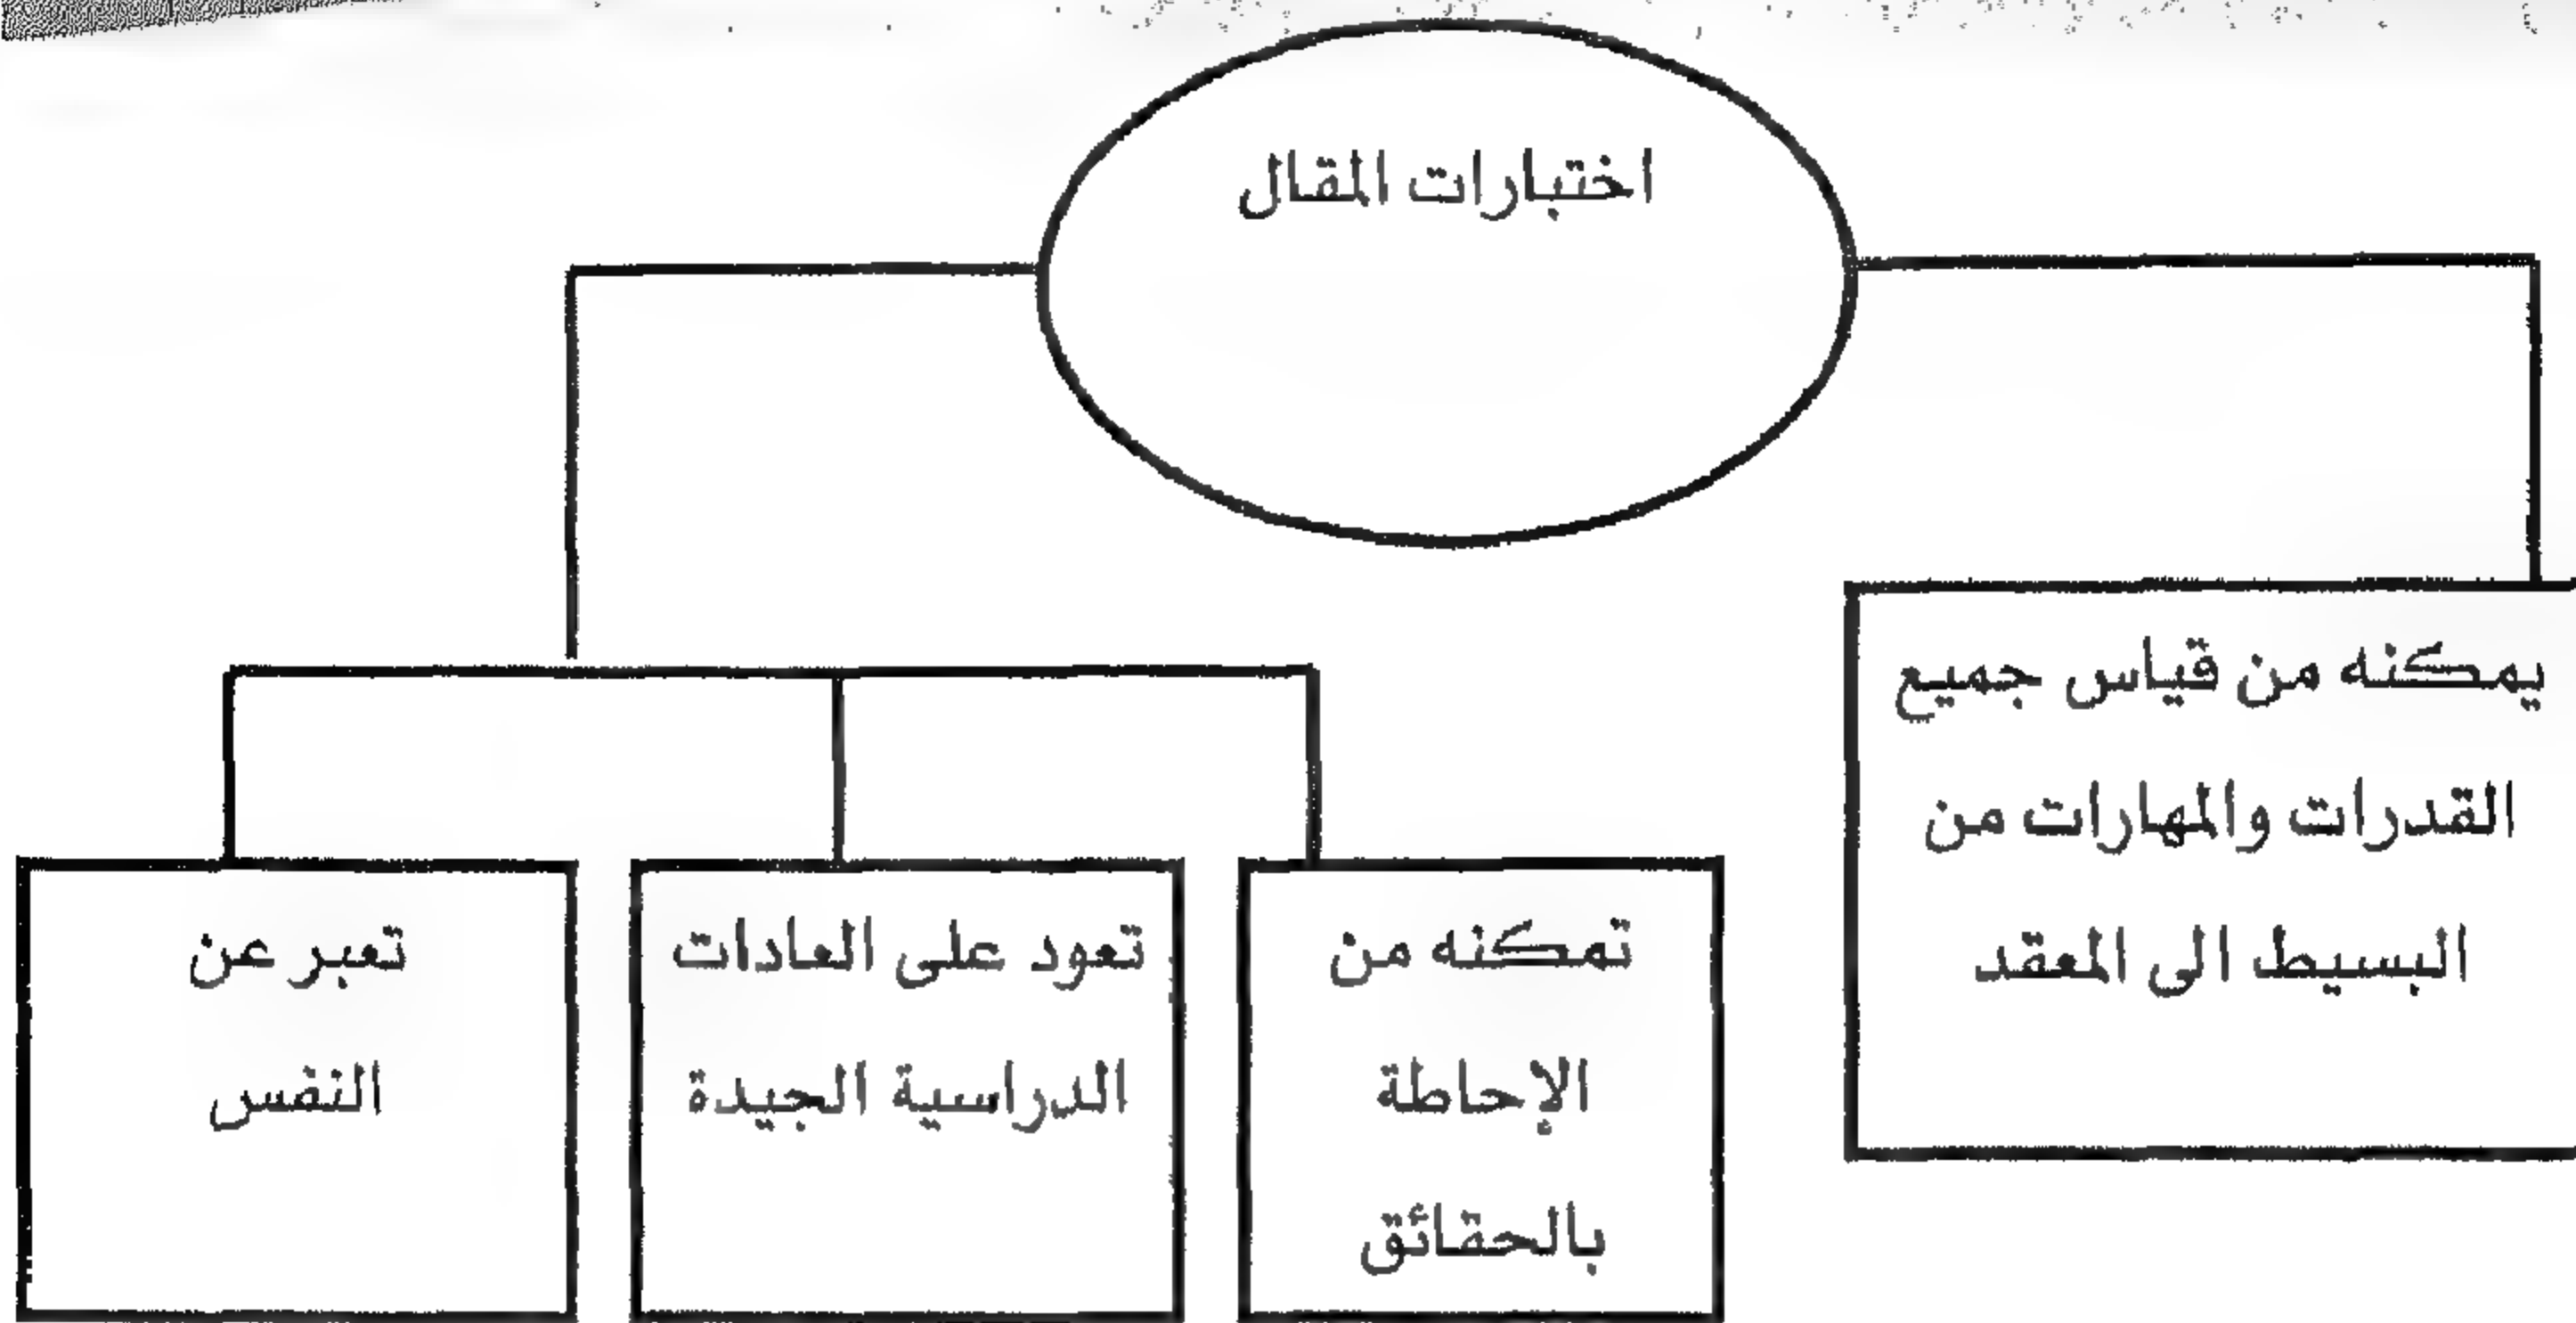 اختبارات المقال
يمكنه من قياس جميع
القدرات والمهارات من
البسيط الى المعقد
تمكنه من
الإحاطة
بالحقائق
تعود على العادات
الدراسية الجيدة
تعبر عن
النفس